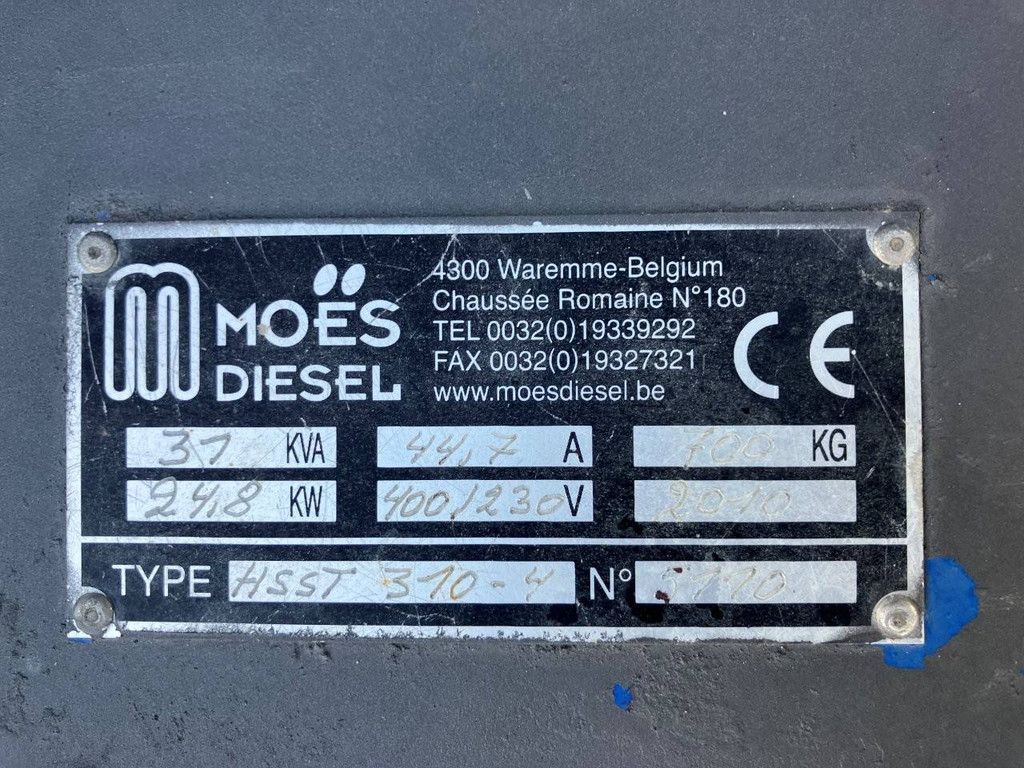 MOËS
DIESEL
4300 Waremme-Belgium
Chaussée Romaine N°180
TEL 0032(0)19339292
FAX 0032(0)19327321
www.moesdiesel.be
CE
31 KVA 44,7 A 700 KG
24,8 KW 400/230 V 2010
TYPE HSST 310-4 N°